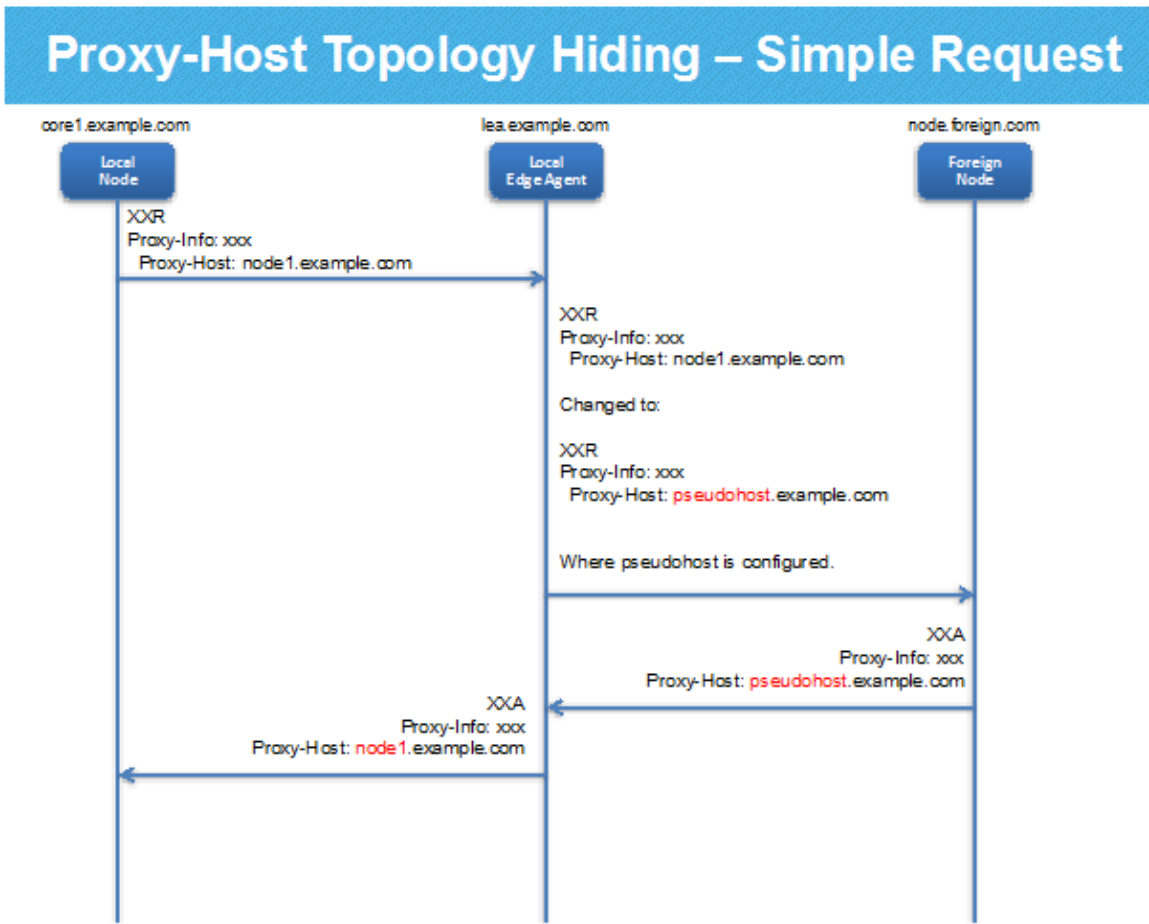 Proxy-Host Topology Hiding – Simple Request
core1.example.com
lea.example.com
node.foreign.com
Local
Node
Local
Edge Agent
Foreign
Node
XXR
Proxy-Info: xxx
Proxy-Host: node1.example.com
XXR
Proxy-Info: xxx
Proxy-Host: node1.example.com
Changed to:
XXR
Proxy-Info: xxx
Proxy-Host: pseudohost.example.com
Where pseudohost is configured.
XXA
Proxy-Info: xxx
Proxy-Host: pseudohost.example.com
XXA
Proxy-Info: xxx
Proxy-Host: node1.example.com